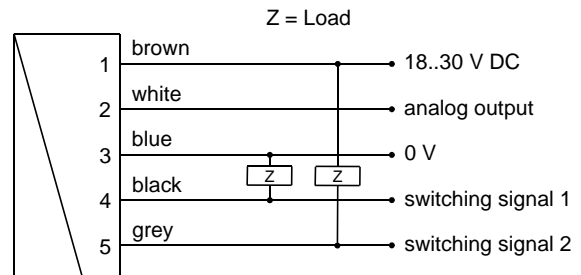 Z = Load
1 brown 18..30 V DC
2 white analog output
3 blue 0 V
Z Z
4 black switching signal 1
5 grey switching signal 2